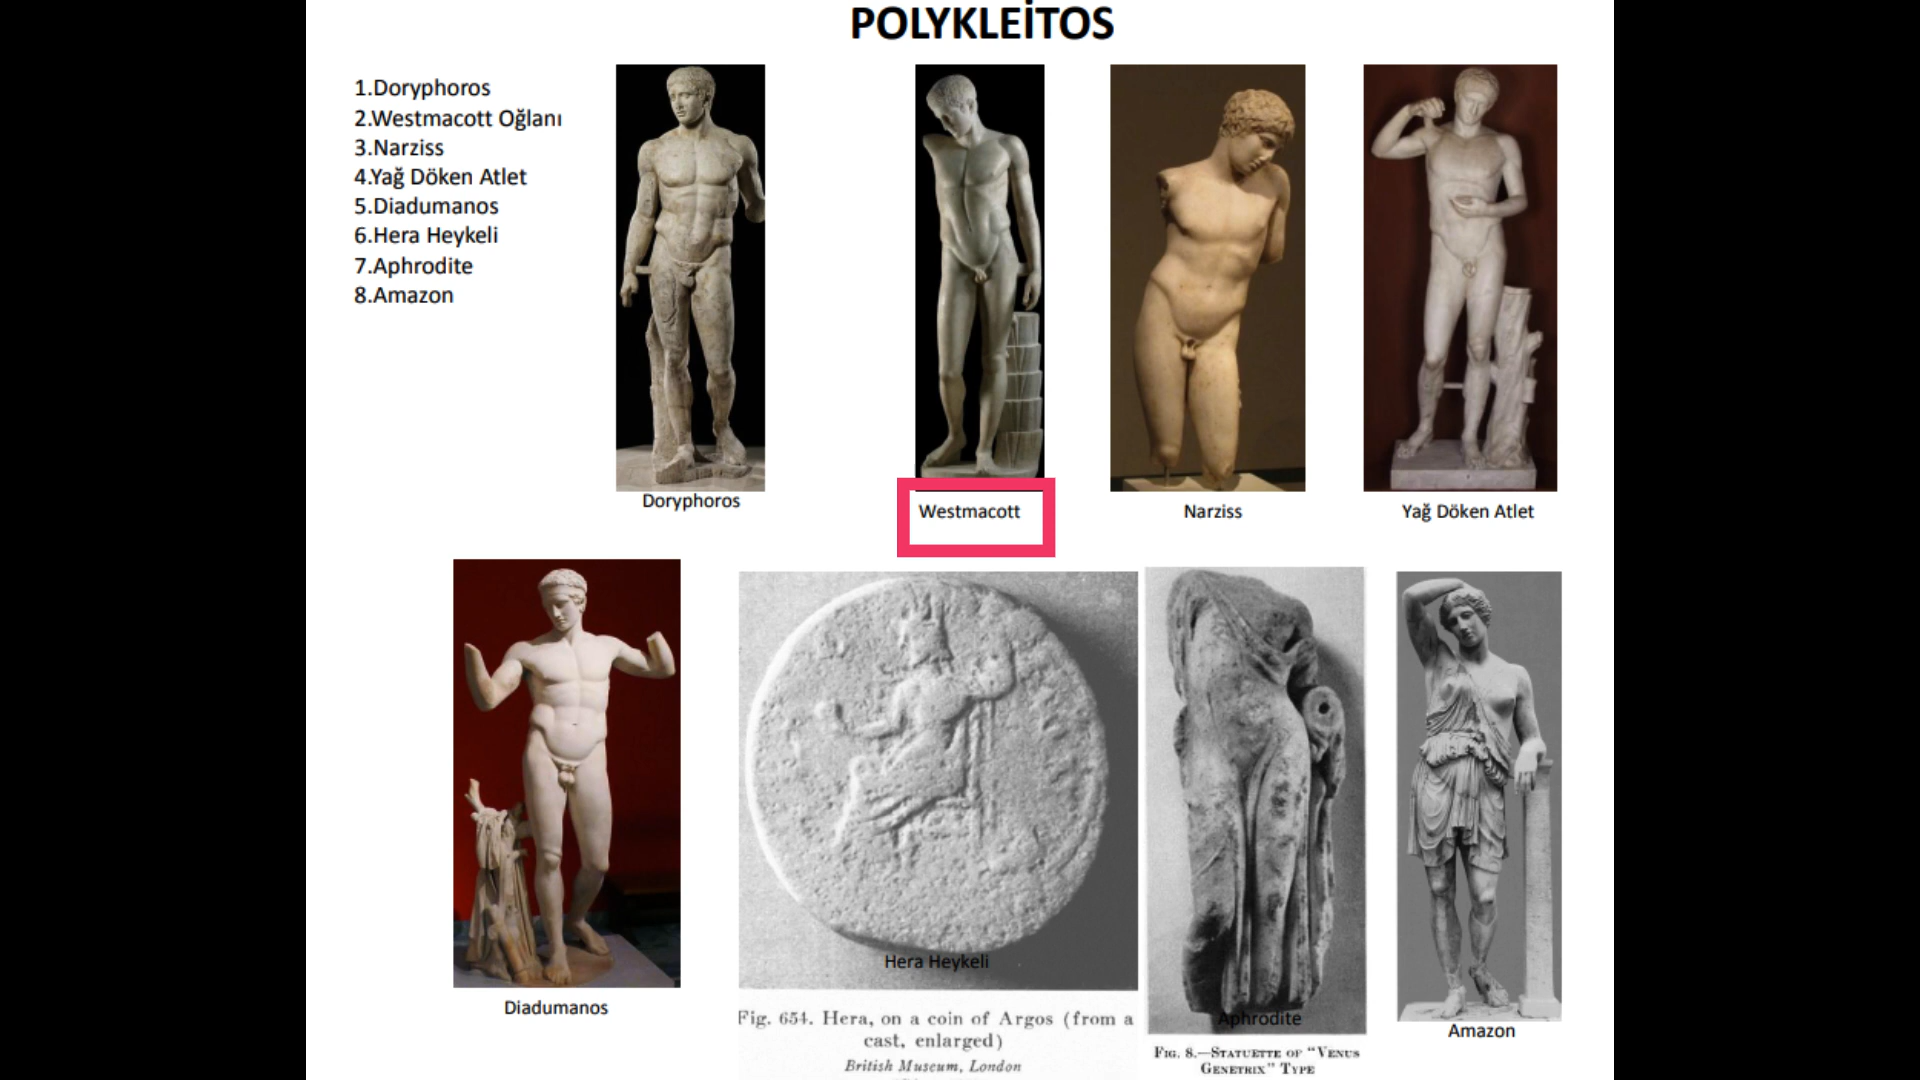 POLYKLEİTOS
1.Doryphoros
2.Westmacott Oğlanı
3.Narziss
4.Yağ Döken Atlet
5.Diadumanos
6.Hera Heykeli
7.Aphrodite
8.Amazon
Doryphoros
Westmacott
Narziss
Yağ Döken Atlet
Diadumanos
Hera Heykeli
Fig. 654. Hera, on a coin of Argos (from a
cast, enlarged)
British Museum, London
Aphrodite
FIG. 8.—STATUETTE OF "VENUS
GENETRIX" TYPE
Amazon